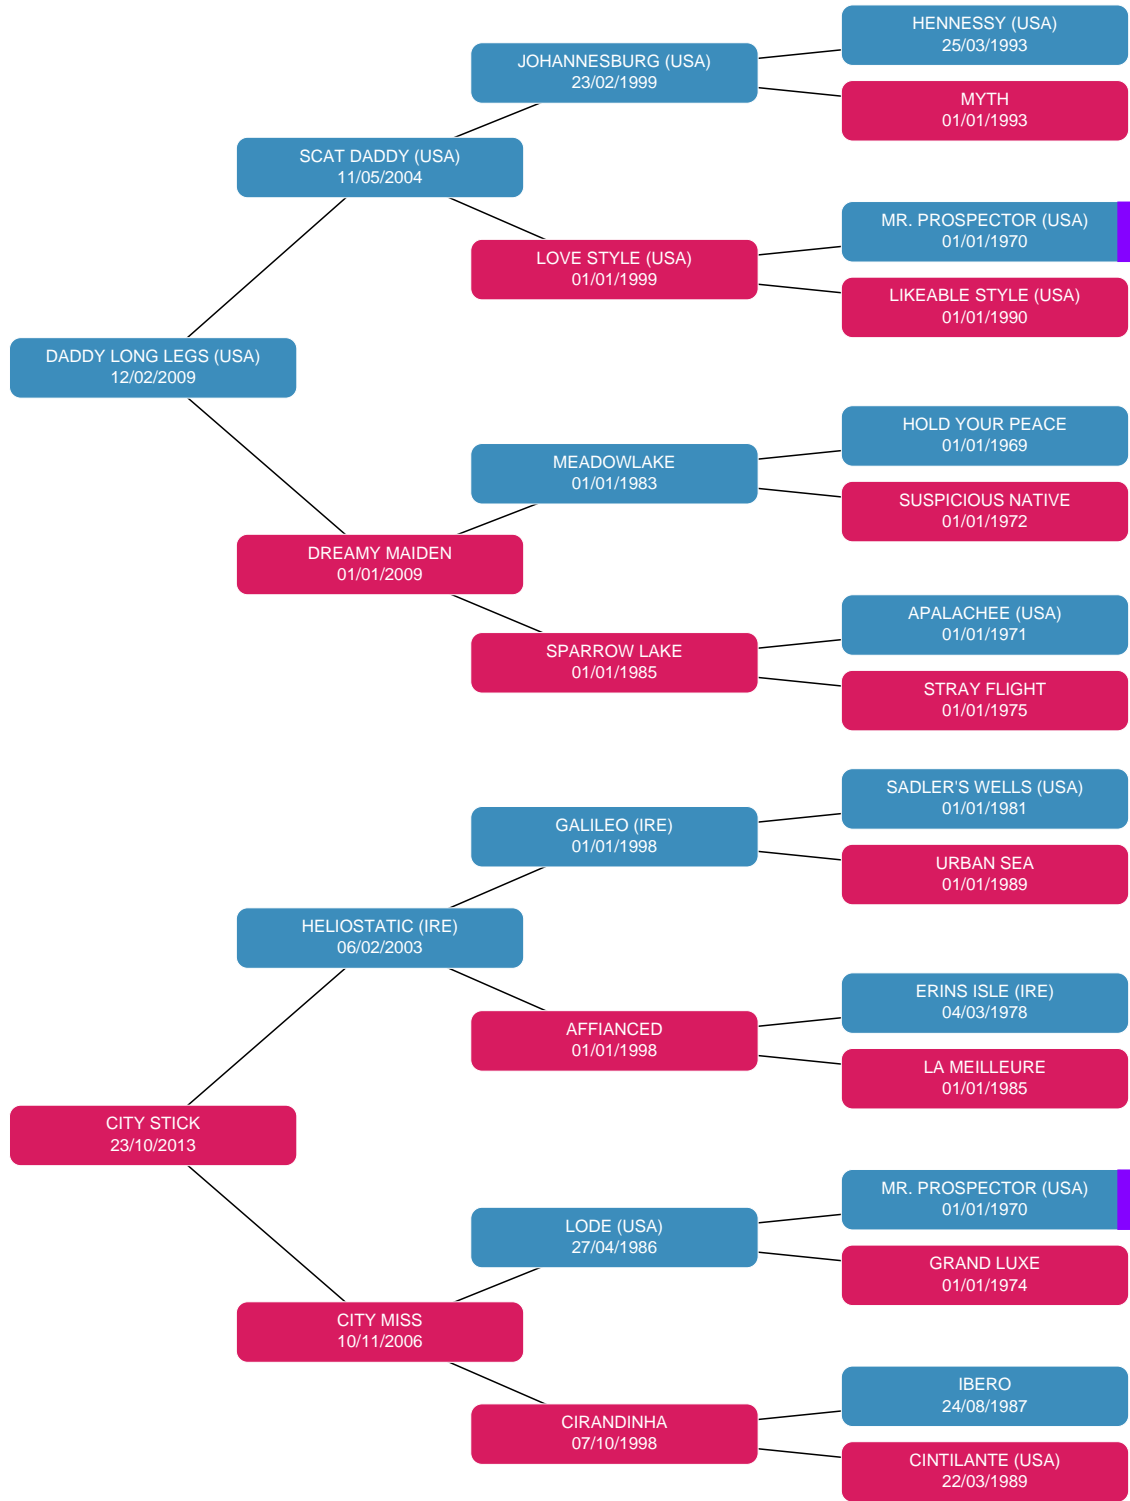 HENNESSY (USA)
25/03/1993
JOHANNESBURG (USA)
23/02/1999
MYTH
01/01/1993
SCAT DADDY (USA)
11/05/2004
MR. PROSPECTOR (USA)
01/01/1970
LOVE STYLE (USA)
01/01/1999
LIKEABLE STYLE (USA)
01/01/1990
DADDY LONG LEGS (USA)
12/02/2009
HOLD YOUR PEACE
01/01/1969
MEADOWLAKE
01/01/1983
SUSPICIOUS NATIVE
01/01/1972
DREAMY MAIDEN
01/01/2009
APALACHEE (USA)
01/01/1971
SPARROW LAKE
01/01/1985
STRAY FLIGHT
01/01/1975
SADLER'S WELLS (USA)
01/01/1981
GALILEO (IRE)
01/01/1998
URBAN SEA
01/01/1989
HELIOSTATIC (IRE)
06/02/2003
ERINS ISLE (IRE)
04/03/1978
AFFIANCED
01/01/1998
LA MEILLEURE
01/01/1985
CITY STICK
23/10/2013
MR. PROSPECTOR (USA)
01/01/1970
LODE (USA)
27/04/1986
GRAND LUXE
01/01/1974
CITY MISS
10/11/2006
IBERO
24/08/1987
CIRANDINHA
07/10/1998
CINTILANTE (USA)
22/03/1989